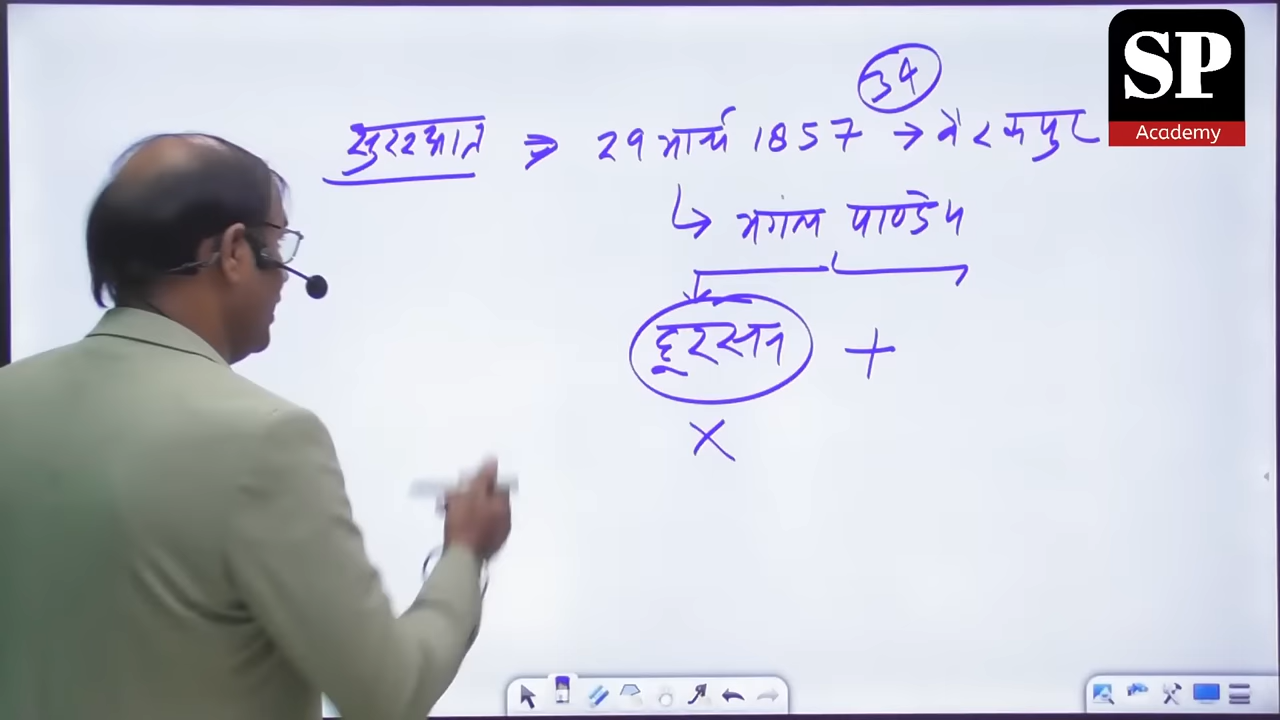 34
शुरुआत ⇒ 29 मार्च 1857 → बैरकपुर
↳ मंगल पाण्डेय
हूरसन +
×
SP
Academy